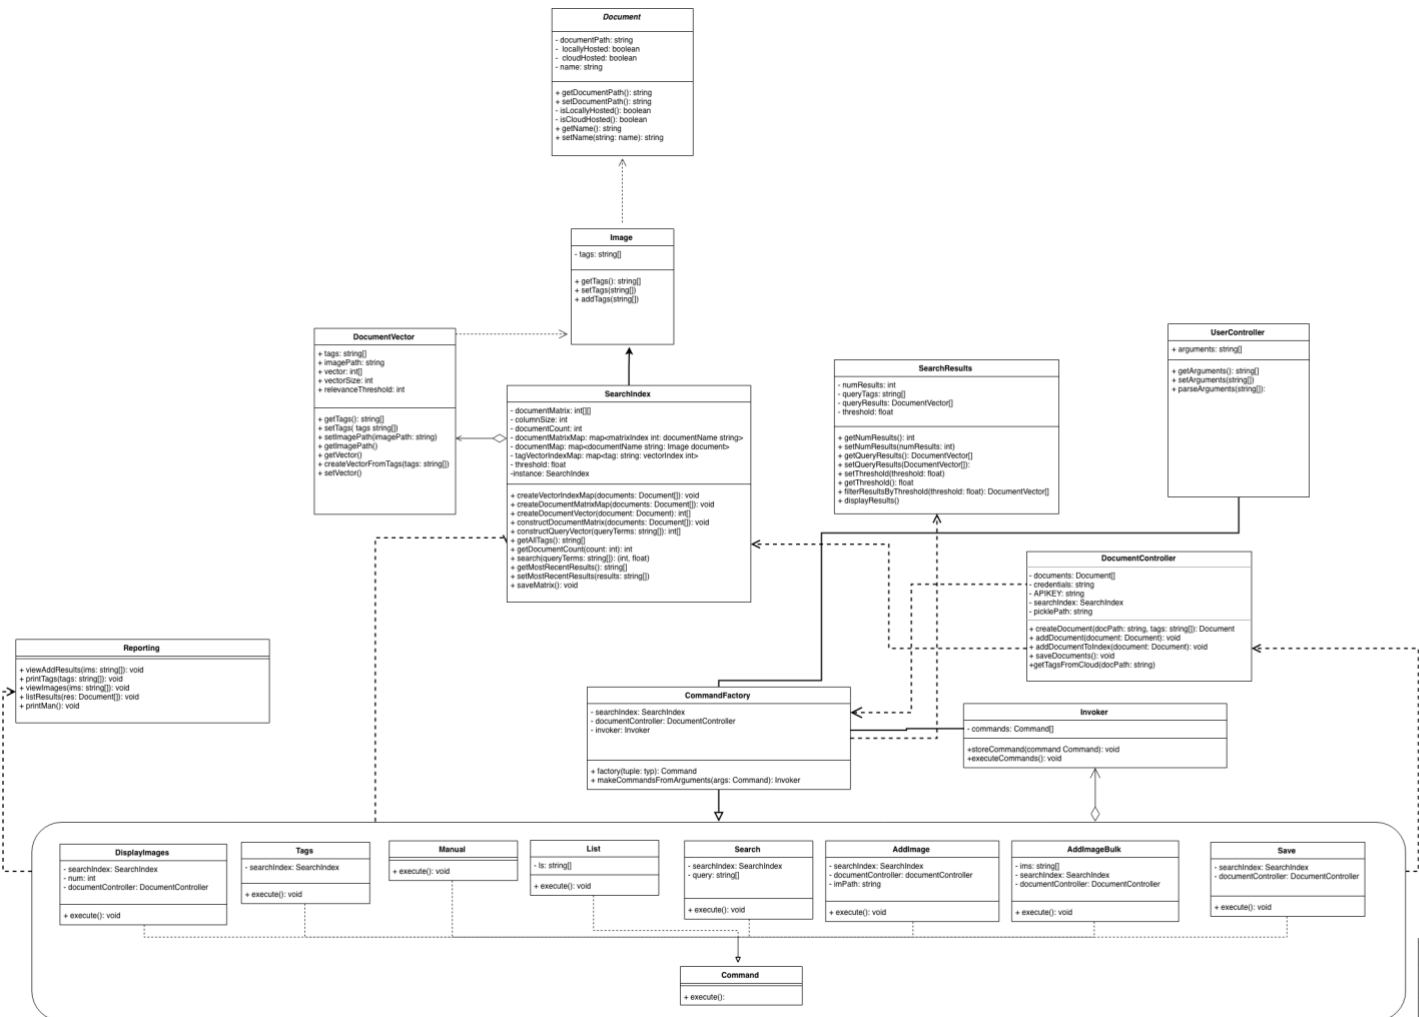 Document
- documentPath: string
- locallyHosted: boolean
- cloudHosted: boolean
- name: string
+ getDocumentPath(): string
+ setDocumentPath(): string
- isLocallyHosted(): boolean
- isCloudHosted(): boolean
+ getName(): string
+ setName(string: name): string
Image
- tags: string[]
+ getTags(): string[]
+ setTags(string[])
+ addTags(string[])
DocumentVector
+ tags: string[]
+ imagePath: string
+ vector: int[]
+ vectorSize: int
+ relevanceThreshold: int
+ getTags(): string[]
+ setTags( tags string[])
+ setImagePath(imagePath: string)
+ getImagePath()
+ getVector()
+ createVectorFromTags(tags: string[])
+ setVector()
SearchIndex
- documentMatrix: int[][]
- columnSize: int
- documentCount: int
- documentMatrixMap: map<matrixIndex int: documentName string>
- documentMap: map<documentName string: Image document>
- tagVectorIndexMap: map<tag: string: vectorIndex int>
- threshold: float
-instance: SearchIndex
+ createVectorIndexMap(documents: Document[]): void
+ createDocumentMatrixMap(documents: Document[]): void
+ createDocumentVector(document: Document): int[]
+ constructDocumentMatrix(documents: Document[]): void
+ constructQueryVector(queryTerms: string[]): int[]
+ getAllTags(): string[]
+ getDocumentCount(count: int): int
+ search(queryTerms: string[]): (int, float)
+ getMostRecentResults(): string[]
+ setMostRecentResults(results: string[])
+ saveMatrix(): void
SearchResults
- numResults: int
- queryTags: string[]
- queryResults: DocumentVector[]
- threshold: float
+ getNumResults(): int
+ setNumResults(numResults: int)
+ getQueryResults(): DocumentVector[]
+ setQueryResults(DocumentVector[]):
+ setThreshold(threshold: float)
+ getThreshold(): float
+ filterResultsByThreshold(threshold: float): DocumentVector[]
+ displayResults()
UserController
+ arguments: string[]
+ getArguments(): string[]
+ setArguments(string[])
+ parseArguments(string[]):
DocumentController
- documents: Document[]
- credentials: string
- APIKEY: string
- searchIndex: SearchIndex
- picklePath: string
+ createDocument(docPath: string, tags: string[]): Document
+ addDocument(document: Document): void
+ addDocumentToIndex(document: Document): void
+ saveDocuments(): void
+getTagsFromCloud(docPath: string)
Reporting
+ viewAddResults(ims: string[]): void
+ printTags(tags: string[]): void
+ viewImages(ims: string[]): void
+ listResults(res: Document[]): void
+ printMan(): void
CommandFactory
- searchIndex: SearchIndex
- documentController: DocumentController
- invoker: Invoker
+ factory(tuple: typ): Command
+ makeCommandsFromArguments(args: Command): Invoker
Invoker
- commands: Command[]
+storeCommand(command Command): void
+executeCommands(): void
DisplayImages
- searchIndex: SearchIndex
- num: int
- documentController: DocumentController
+ execute(): void
Tags
- searchIndex: SearchIndex
+ execute(): void
Manual
+ execute(): void
List
- ls: string[]
+ execute(): void
Search
- searchIndex: SearchIndex
- query: string[]
+ execute(): void
AddImage
- searchIndex: SearchIndex
- documentController: documentController
- imPath: string
+ execute(): void
AddImageBulk
- ims: string[]
- searchIndex: SearchIndex
- documentController: DocumentController
+ execute(): void
Save
- searchIndex: SearchIndex
- documentController: DocumentController
+ execute(): void
Command
+ execute():